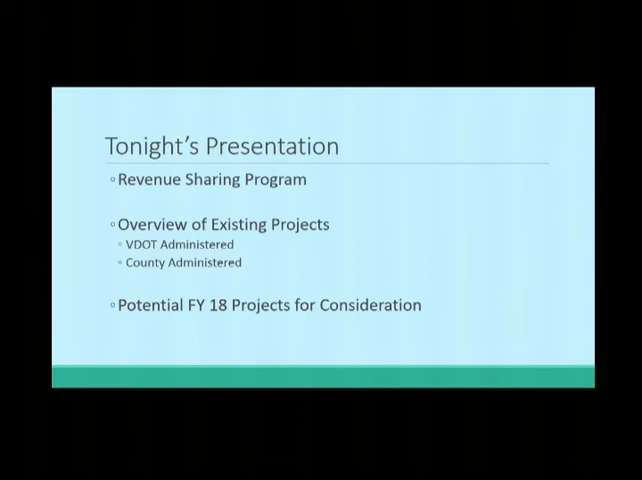 Tonight's Presentation
Revenue Sharing Program
Overview of Existing Projects
VDOT Administered
County Administered
Potential FY 18 Projects for Consideration